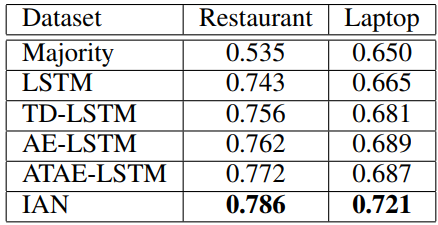 Dataset Restaurant Laptop
Majority 0.535 0.650
LSTM 0.743 0.665
TD-LSTM 0.756 0.681
AE-LSTM 0.762 0.689
ATAE-LSTM 0.772 0.687
IAN 0.786 0.721